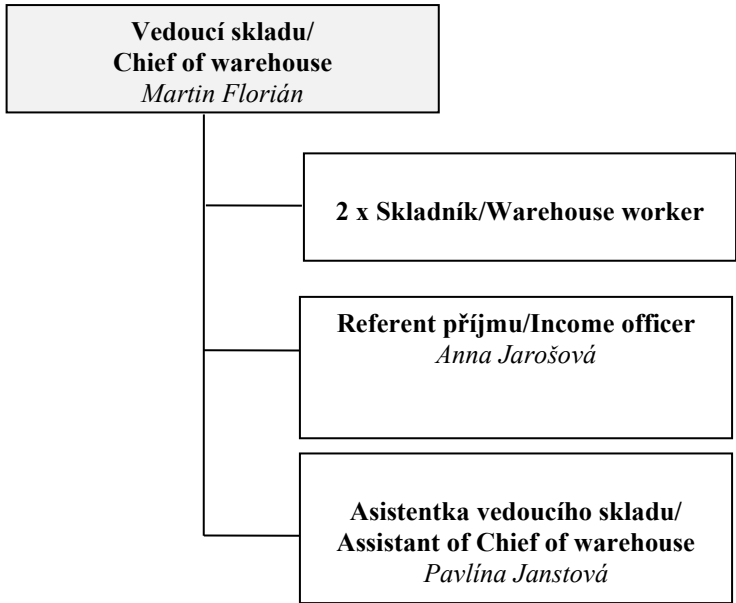 Vedoucí skladu/
Chief of warehouse
Martin Florián
2 x Skladník/Warehouse worker
Referent příjmu/Income officer
Anna Jarošová
Asistentka vedoucího skladu/
Assistant of Chief of warehouse
Pavlína Janstová